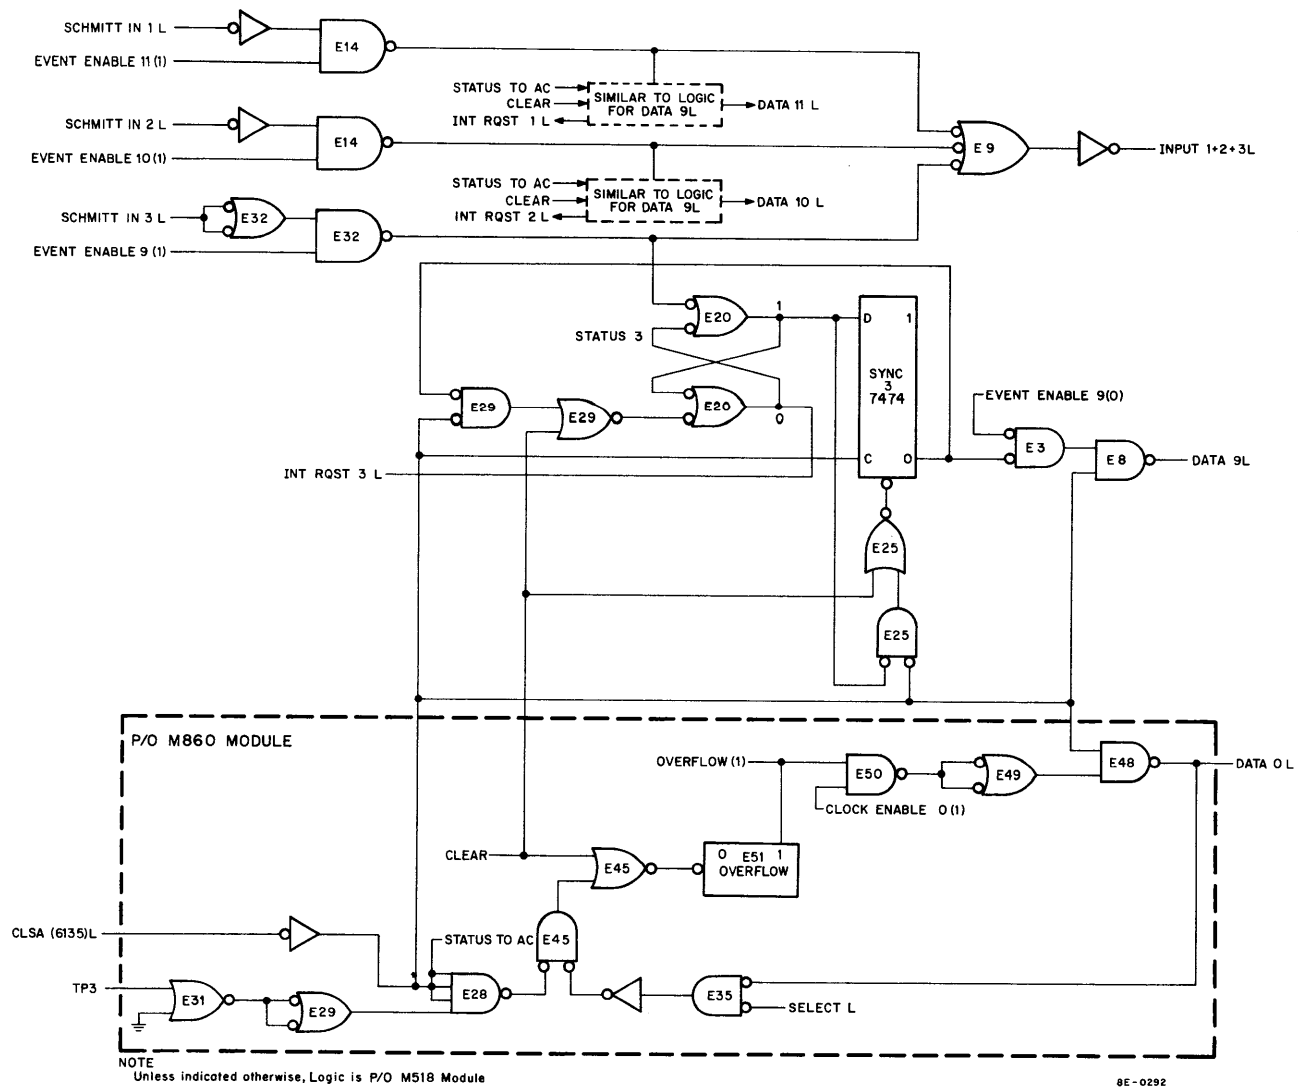 SCHMITT IN 1 L
E14
EVENT ENABLE 11(1)
STATUS TO AC
CLEAR
INT RQST 1 L
SIMILAR TO LOGIC
FOR DATA 9L
DATA 11 L
SCHMITT IN 2 L
E14
EVENT ENABLE 10(1)
E9
INPUT 1+2+3L
STATUS TO AC
CLEAR
INT RQST 2 L
SIMILAR TO LOGIC
FOR DATA 9L
DATA 10 L
SCHMITT IN 3 L
E32
E32
EVENT ENABLE 9 (1)
E20
1
STATUS 3
D 1
SYNC
3
7474
C 0
E29
E29
E20
0
EVENT ENABLE 9(0)
E3
E8
DATA 9L
INT RQST 3 L
E25
E25
P/O M860 MODULE
OVERFLOW (1)
E50
CLOCK ENABLE 0(1)
E49
E48
DATA 0 L
CLEAR
E45
0 E51 1
OVERFLOW
CLSA (6135)L
STATUS TO AC
E45
TP3
E31
E29
E28
E35
SELECT L
NOTE
Unless indicated otherwise, Logic is P/O M518 Module
8E-0292